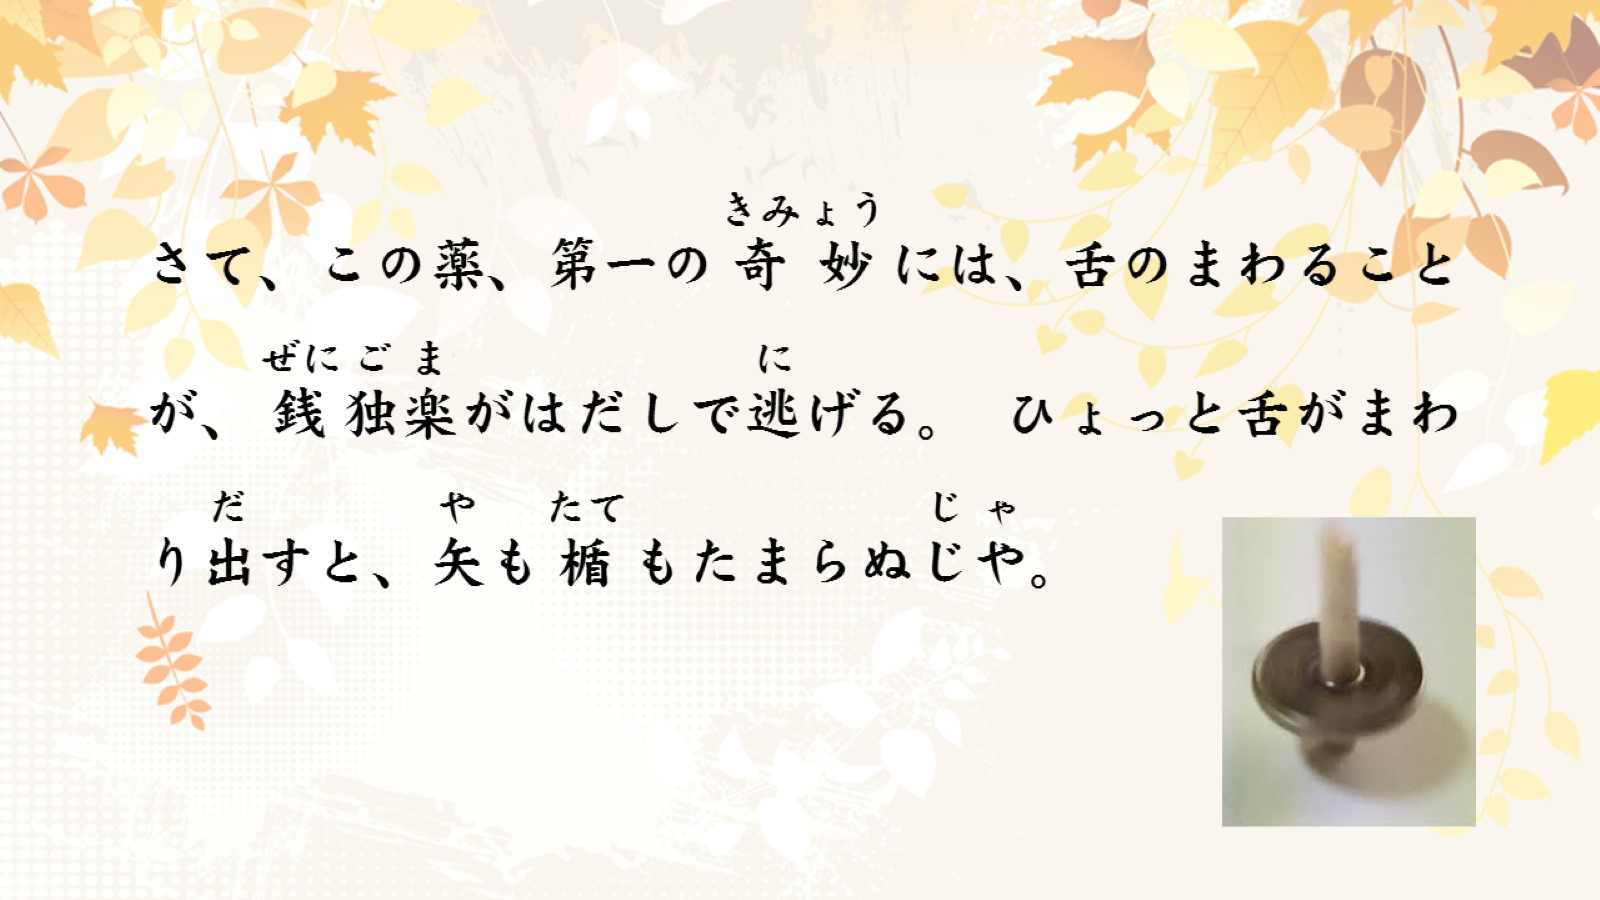 きみょう
さて、この薬、第一の奇妙には、舌のまわること
ぜにごま に
が、銭独楽がはだしで逃げる。 ひょっと舌がまわ
だ や たて じゃ
り出すと、矢も楯もたまらぬじや。